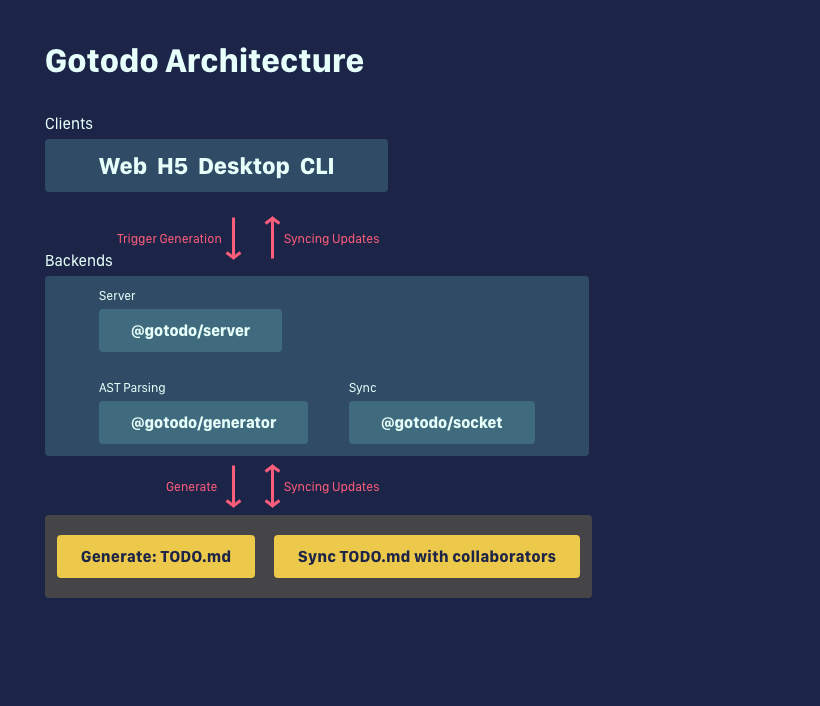 Gotodo Architecture
Clients
Web H5 Desktop CLI
Trigger Generation
Syncing Updates
Backends
Server
@gotodo/server
AST Parsing
Sync
@gotodo/generator
@gotodo/socket
Generate
Syncing Updates
Generate: TODO.md
Sync TODO.md with collaborators